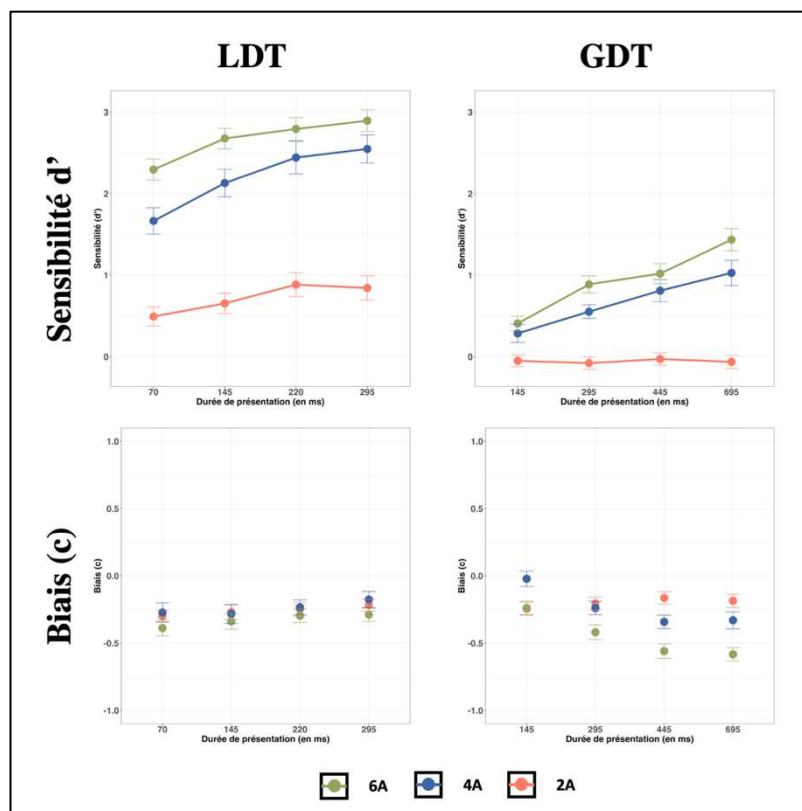 LDT
GDT
Sensibilité d’
Sensibilité (d')
3
2
1
0
70
145
220
295
Durée de présentation (en ms)
Sensibilité (d')
3
2
1
0
145
295
445
695
Durée de présentation (en ms)
Biais (c)
Biais (c)
1.0
0.5
0.0
-0.5
-1.0
70
145
220
295
Durée de présentation (en ms)
Biais (c)
1.0
0.5
0.0
-0.5
-1.0
145
295
445
695
Durée de présentation (en ms)
6A
4A
2A